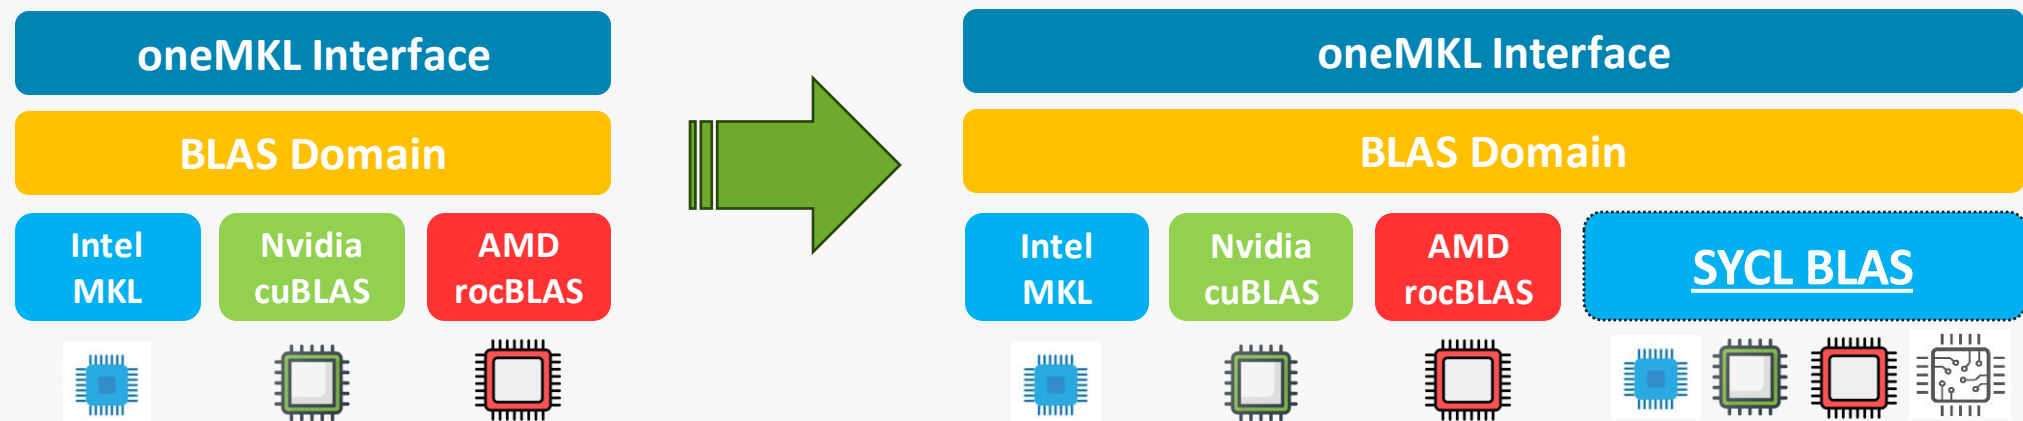 oneMKL Interface
BLAS Domain
Intel
MKL
Nvidia
cuBLAS
AMD
rocBLAS
oneMKL Interface
BLAS Domain
Intel
MKL
Nvidia
cuBLAS
AMD
rocBLAS
SYCL BLAS